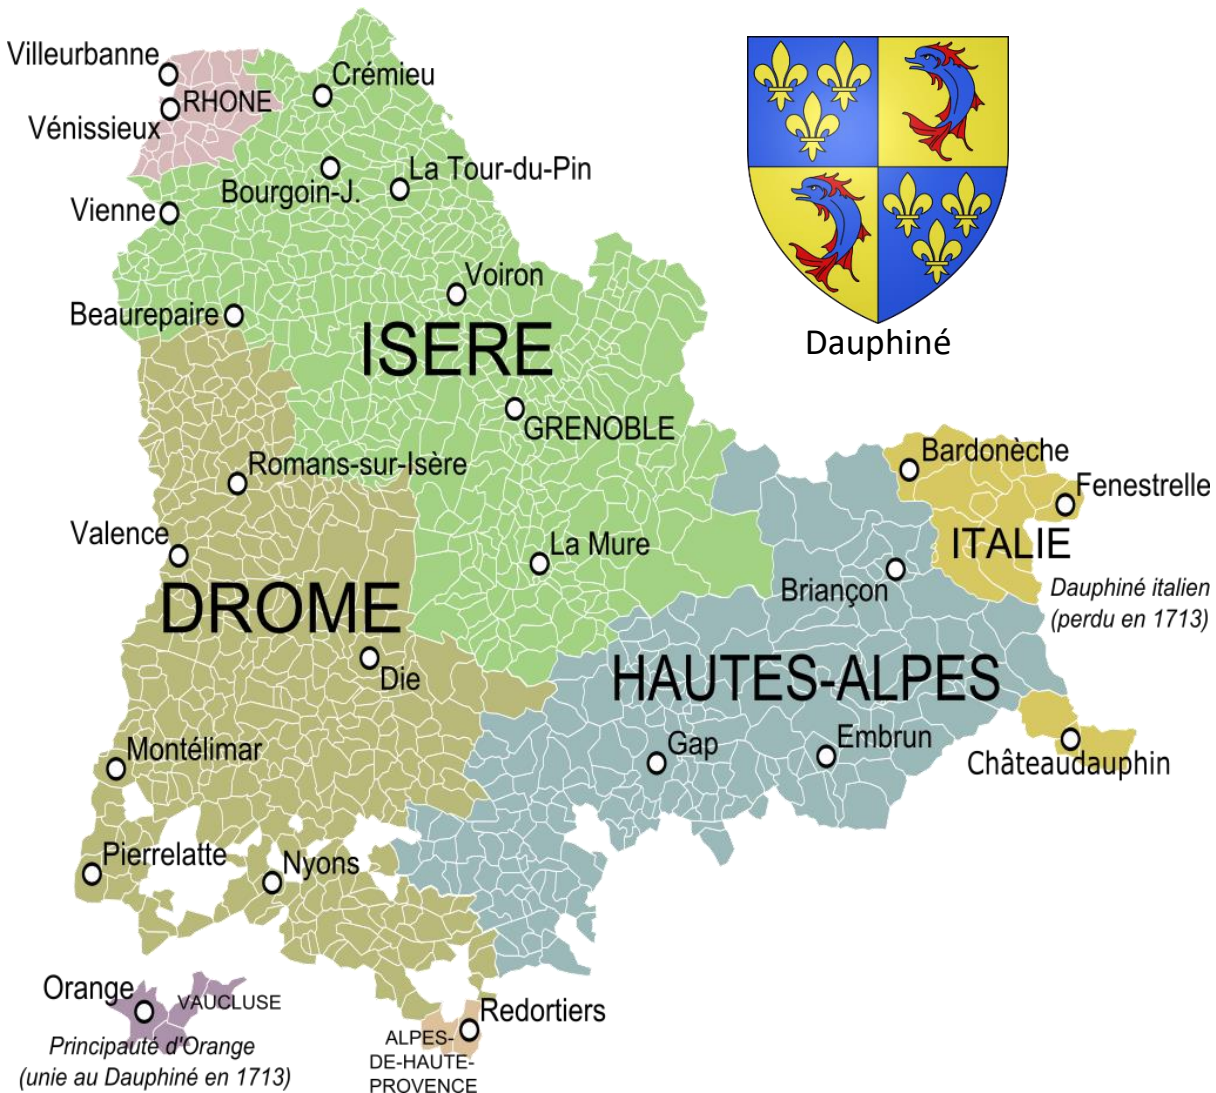 Villeurbanne
Crémieu
RHONE
Vénissieux
La Tour-du-Pin
Bourgoin-J.
Vienne
Voiron
Beaurepaire
ISERE
Dauphiné
GRENOBLE
Bardonèche
Romans-sur-Isère
Fenestrelle
Valence
La Mure
ITALIE
Briançon
Dauphiné italien
(perdu en 1713)
DROME
Die
HAUTES-ALPES
Gap
Embrun
Montélimar
Châteaudauphin
Pierrelatte
Nyons
Orange
VAUCLUSE
Redortiers
Principauté d'Orange
(unie au Dauphiné en 1713)
ALPES-
DE-HAUTE-
PROVENCE